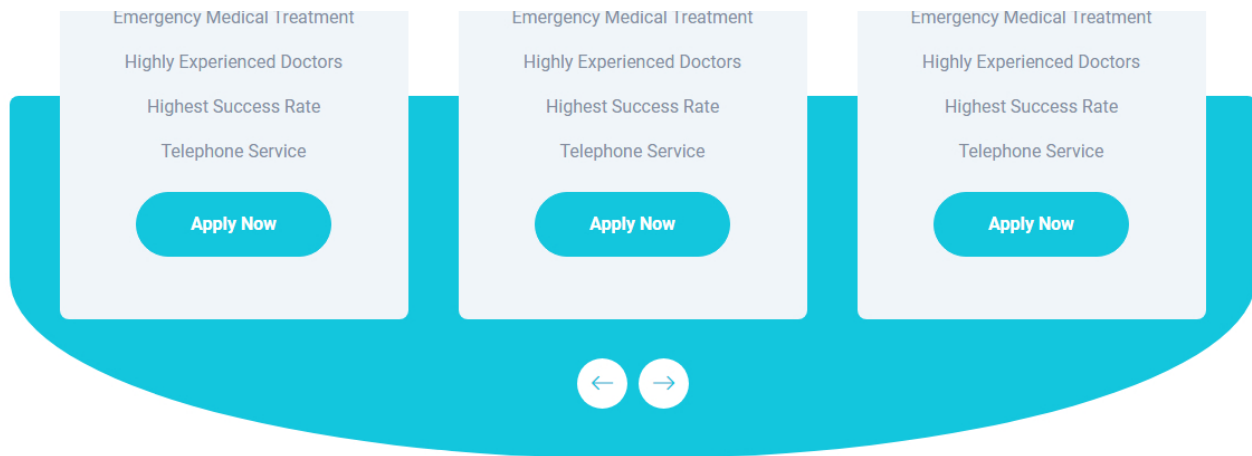 Emergency Medical Treatment
Highly Experienced Doctors
Highest Success Rate
Telephone Service
Apply Now
Emergency Medical Treatment
Highly Experienced Doctors
Highest Success Rate
Telephone Service
Apply Now
Emergency Medical Treatment
Highly Experienced Doctors
Highest Success Rate
Telephone Service
Apply Now